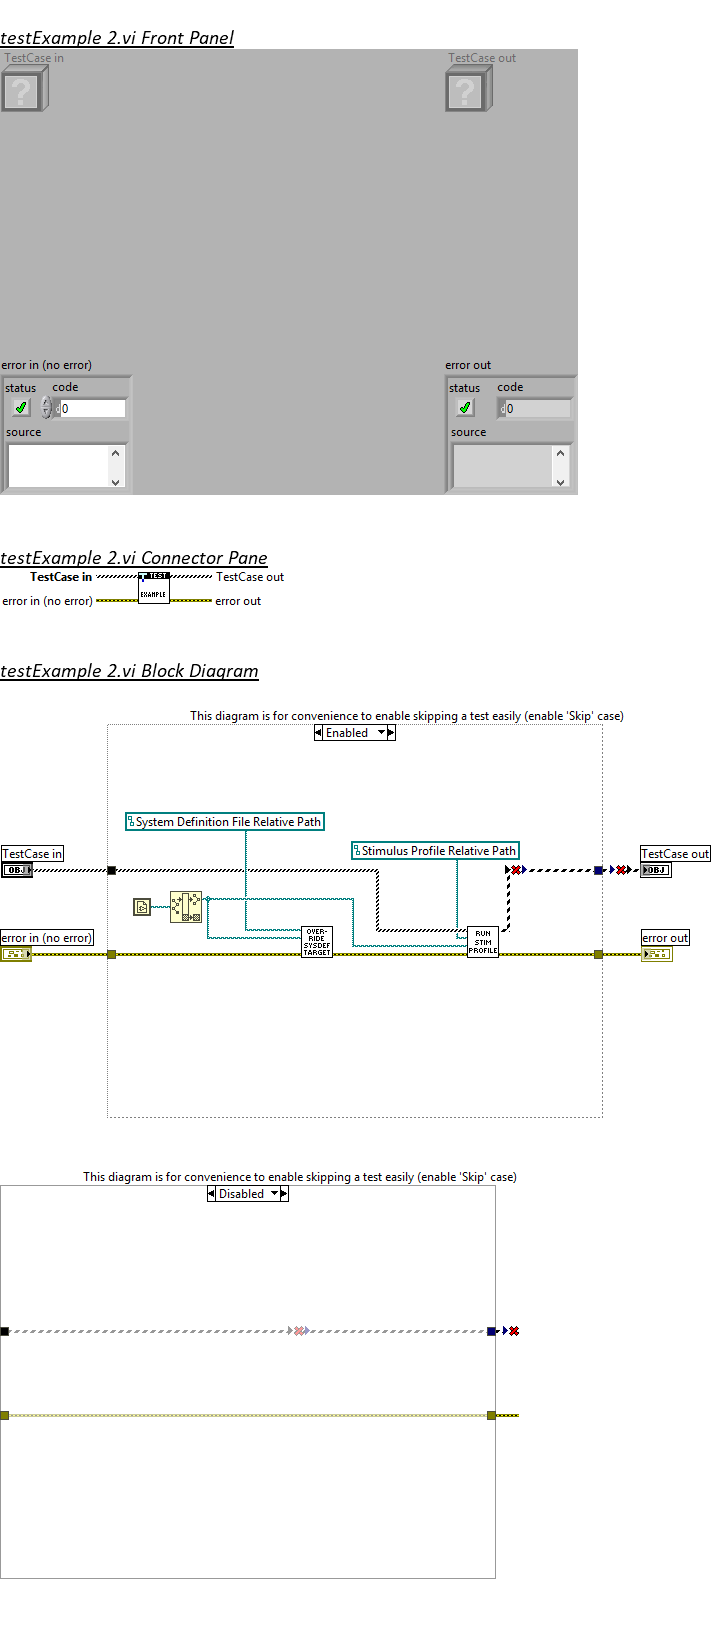 testExample 2.vi Front Panel
TestCase in
TestCase out
?
?
error in (no error)
error out
status
code
status
code
d
0
d
0
source
source
testExample 2.vi Connector Pane
TestCase in
TestCase out
TEST
EXAMPLE
error in (no error)
error out
testExample 2.vi Block Diagram
This diagram is for convenience to enable skipping a test easily (enable 'Skip' case)
Enabled
System Definition File Relative Path
Stimulus Profile Relative Path
TestCase in
TestCase out
OBJ
OBJ
error in (no error)
error out
OVER-
RIDE
SYSDEF
TARGET
RUN
STIM
PROFILE
This diagram is for convenience to enable skipping a test easily (enable 'Skip' case)
Disabled